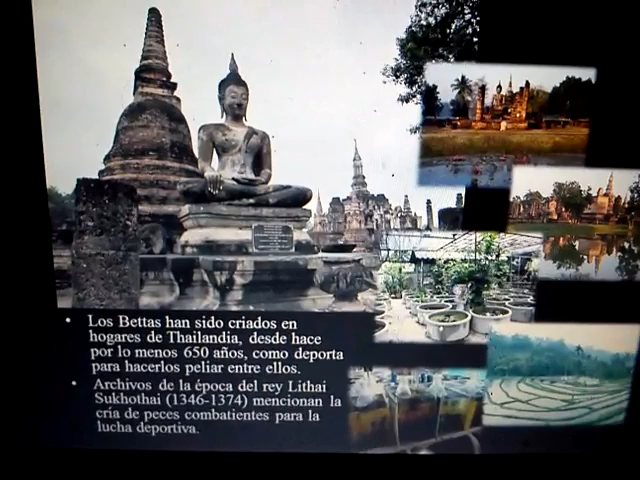 • Los Bettas han sido criados en
hogares de Thailandia, desde hace
por lo menos 650 años, como deporta
para hacerlos peliar entre ellos.
• Archivos de la época del rey Lithai
Sukhothai (1346-1374) mencionan la
cría de peces combatientes para la
lucha deportiva.